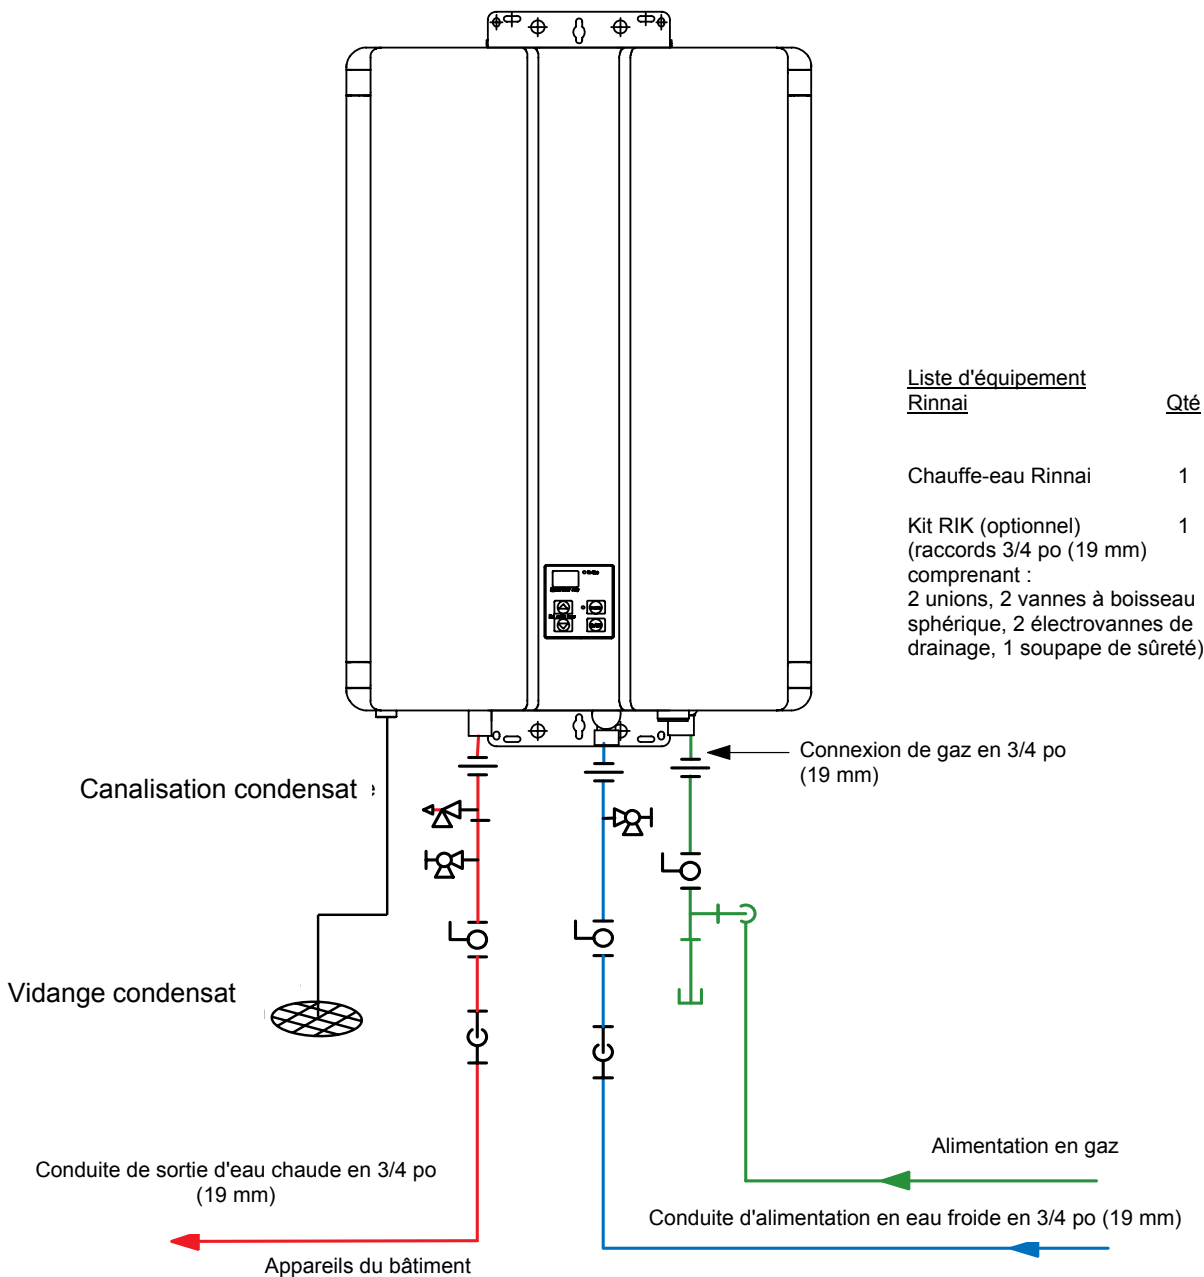 Liste d'équipement
Rinnai Qté
Chauffe-eau Rinnai 1
Kit RIK (optionnel) 1
(raccords 3/4 po (19 mm)
comprenant :
2 unions, 2 vannes à boisseau
sphérique, 2 électrovannes de
drainage, 1 soupape de sûreté)
Connexion de gaz en 3/4 po
(19 mm)
Canalisation condensat
Vidange condensat
Alimentation en gaz
Conduite de sortie d'eau chaude en 3/4 po
(19 mm)
Conduite d'alimentation en eau froide en 3/4 po (19 mm)
Appareils du bâtiment